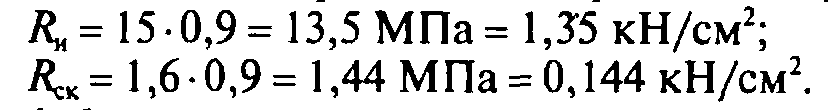 Rи = 15·0,9 = 13,5 МПа = 1,35 кН/см²;
Rск = 1,6·0,9 = 1,44 МПа = 0,144 кН/см².